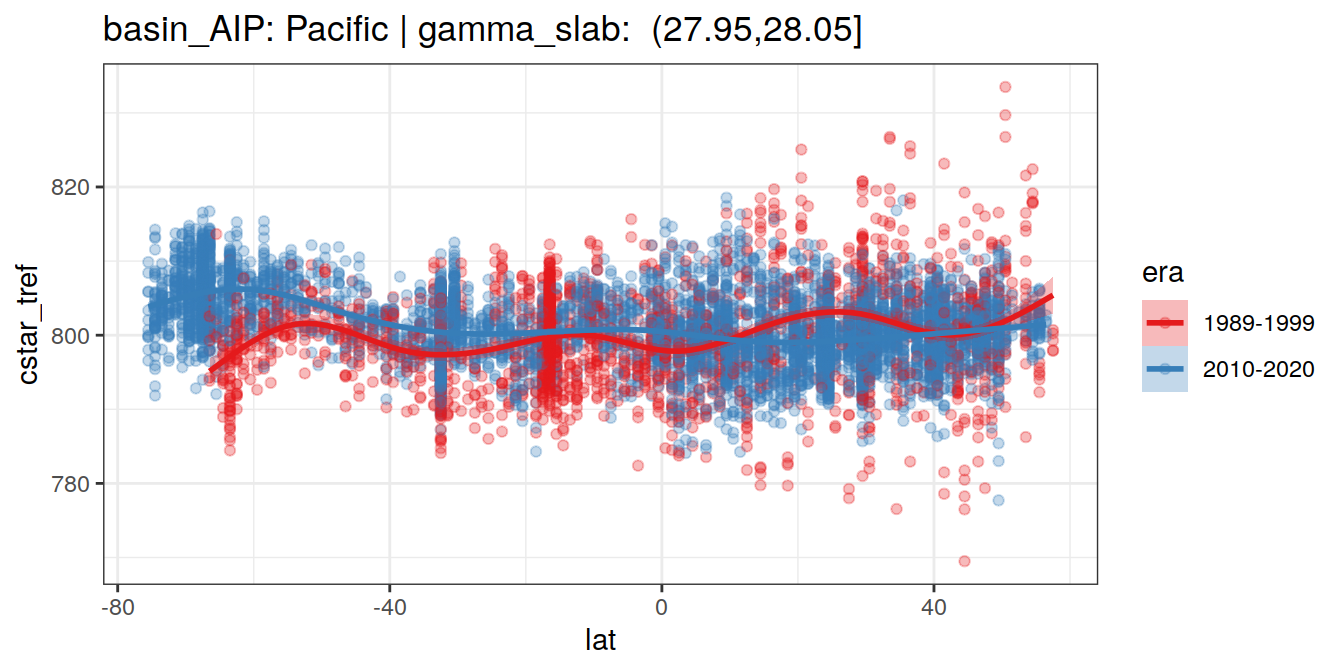 basin_AIP: Pacific | gamma_slab:  (27.95,28.05]
cstar_tref
820
800
780
-80
-40
0
40
lat
era
1989-1999
2010-2020